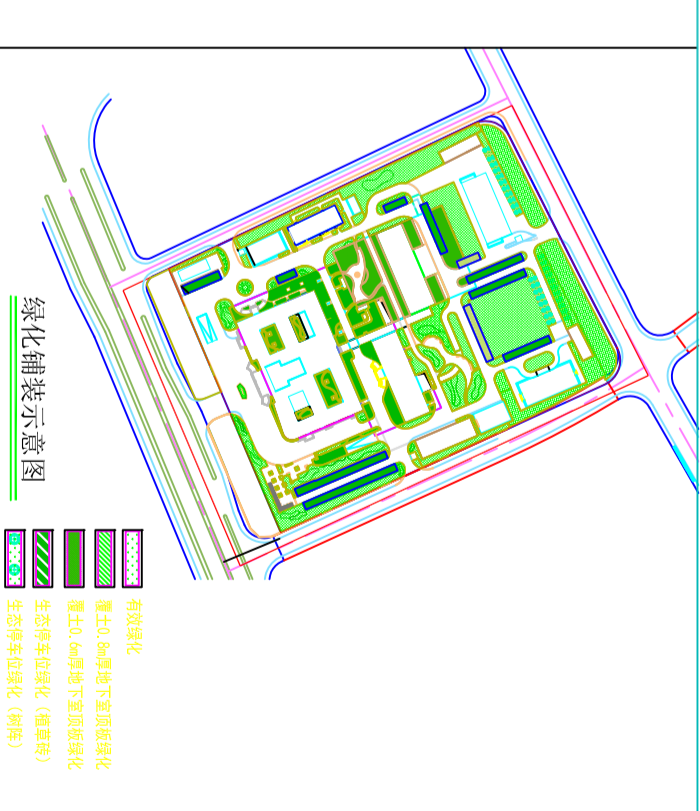 绿化铺装示意图
有效绿化
覆土0.8m厚地下室顶板绿化
覆土0.6m厚地下室顶板绿化
生态停车位绿化（植草砖）
生态停车位绿化（树阵）